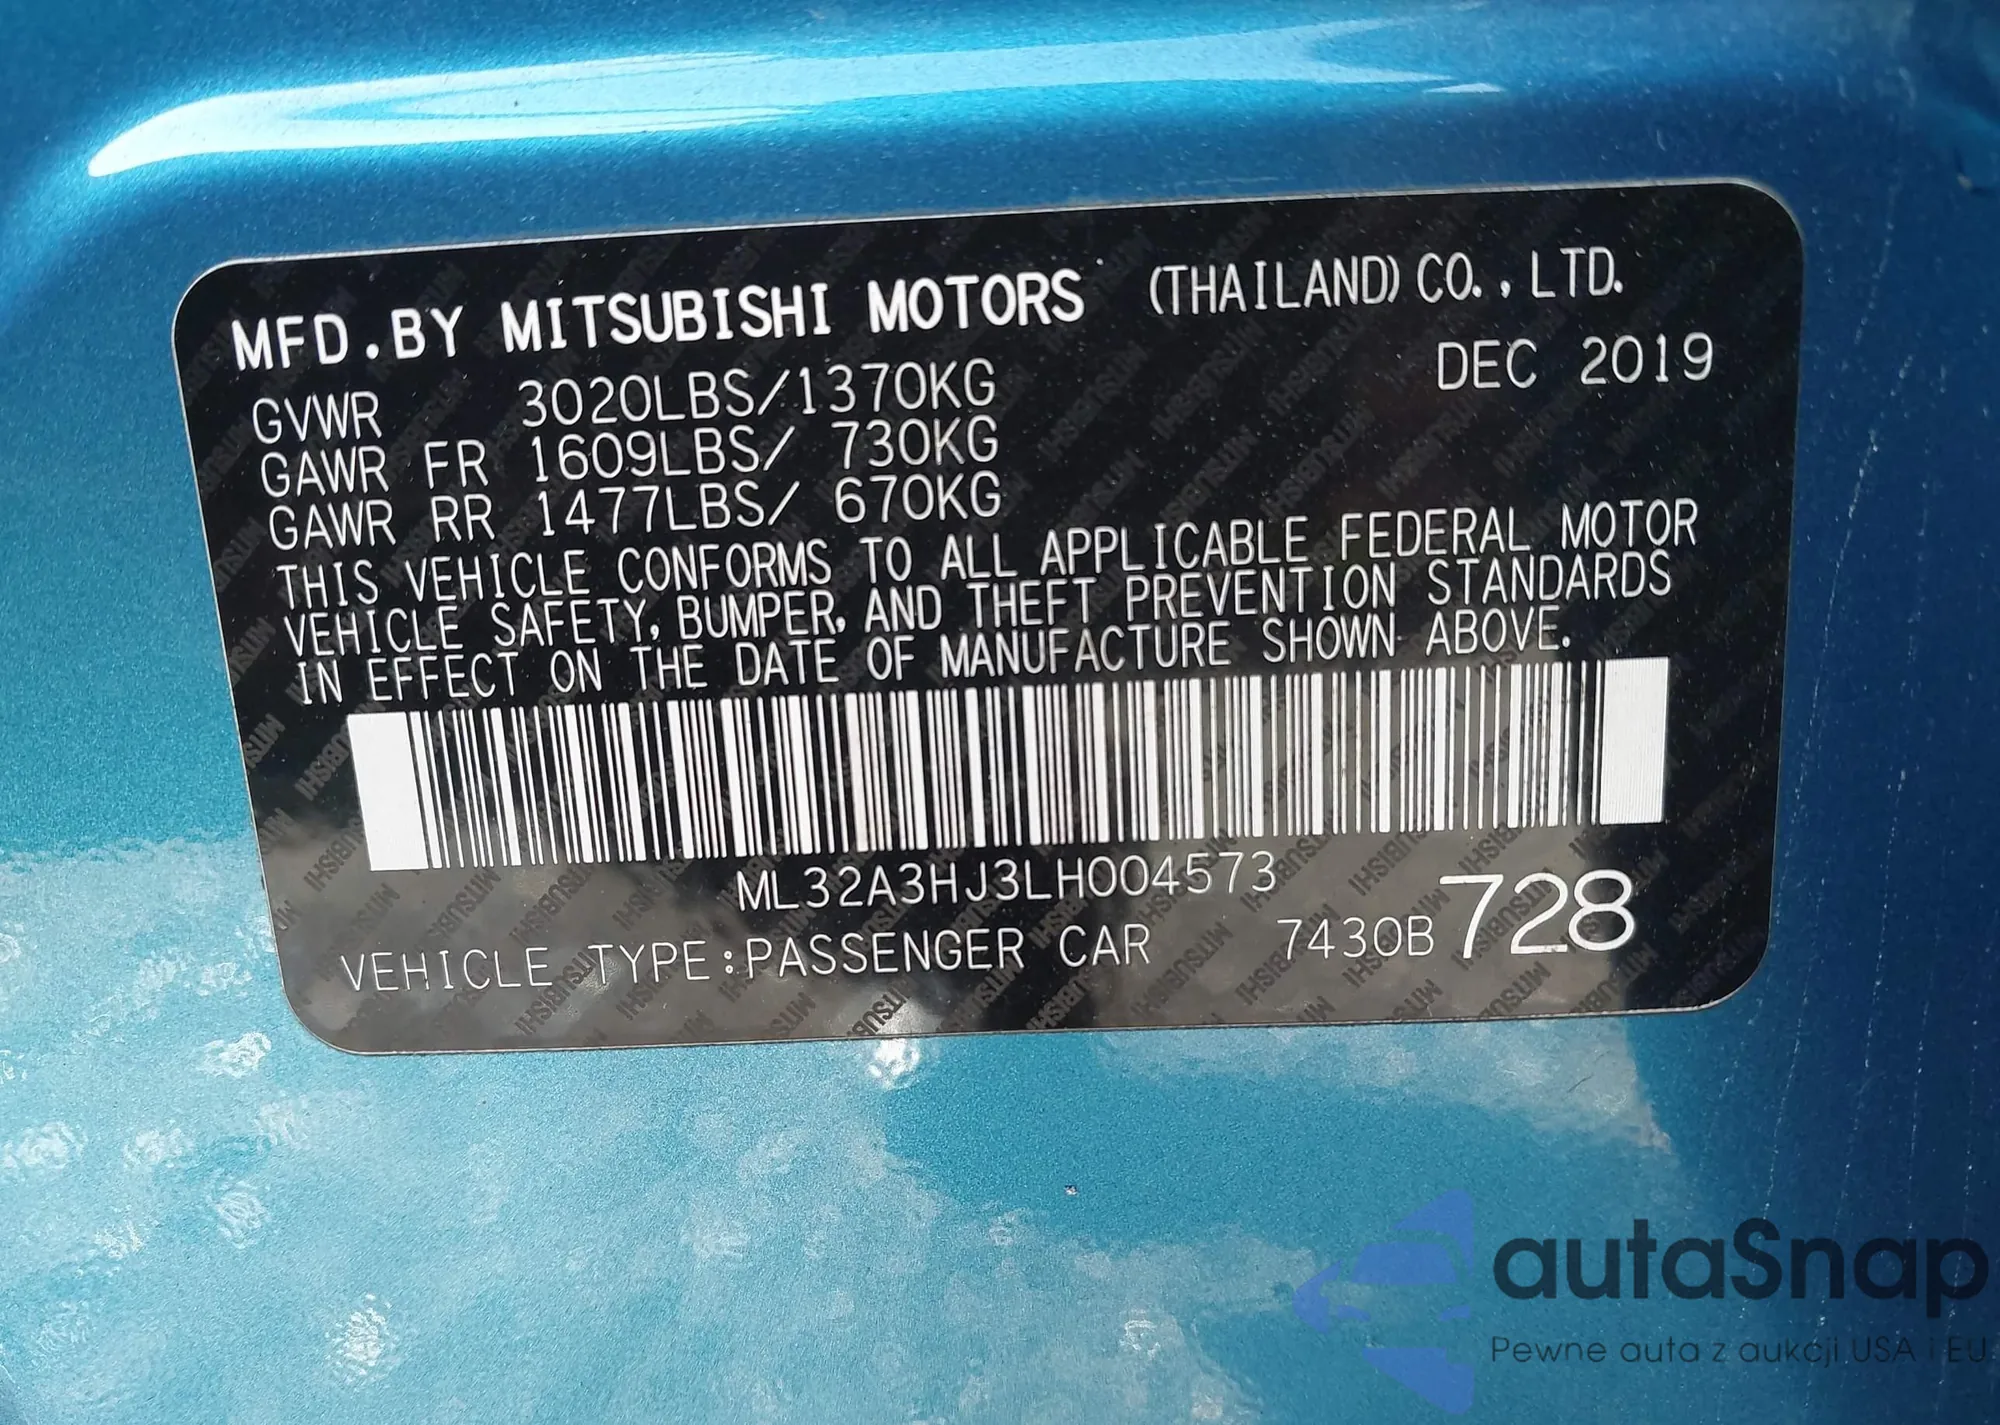 MFD.BY MITSUBISHI MOTORS (THAILAND) CO., LTD.
GVWR 3020LBS/1370KG DEC 2019
GAWR FR 1609LBS/ 730KG
GAWR RR 1477LBS/ 670KG
THIS VEHICLE CONFORMS TO ALL APPLICABLE FEDERAL MOTOR
VEHICLE SAFETY, BUMPER, AND THEFT PREVENTION STANDARDS
IN EFFECT ON THE DATE OF MANUFACTURE SHOWN ABOVE.
ML32A3HJ3LH004573
VEHICLE TYPE:PASSENGER CAR 7430B 728
autaSnap
Pewne auta z aukcji USA i EU